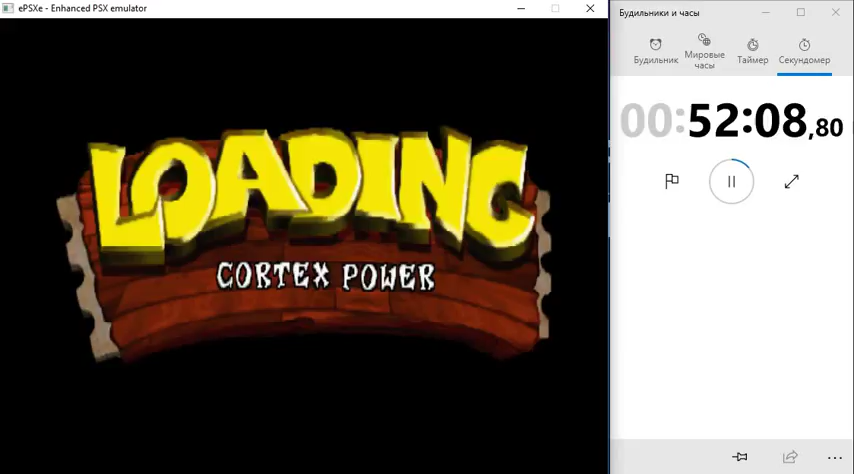 ePSXe - Enhanced PSX emulator
LOADING
CORTEX POWER
Будильники и часы
Будильник
Мировые
часы
Таймер
Секундомер
00:52:08,80